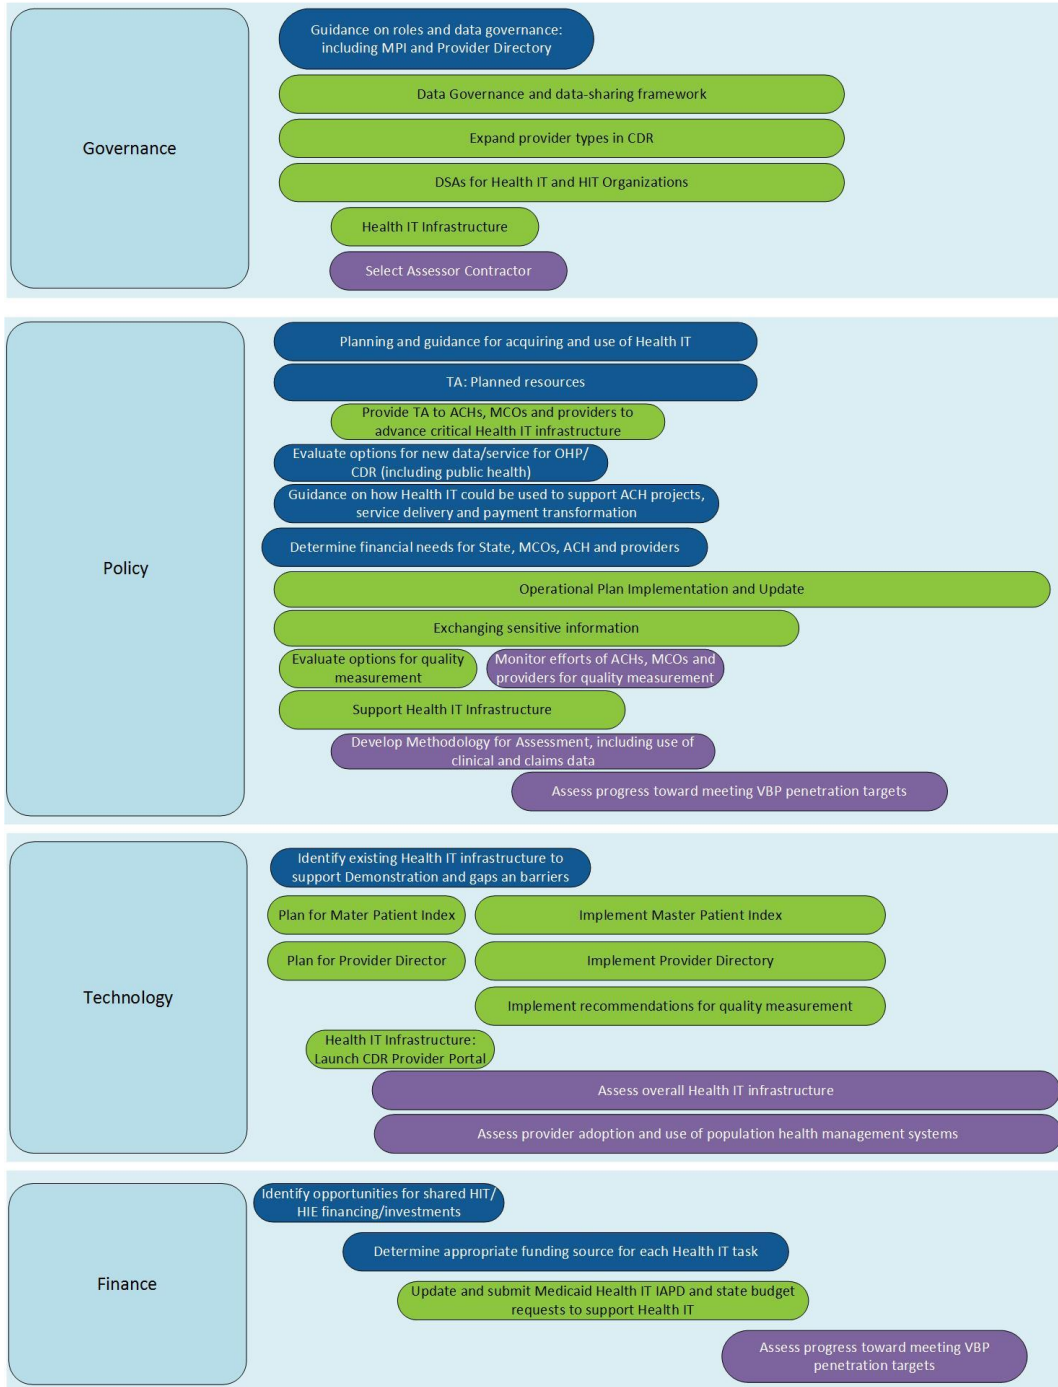 Governance
Guidance on roles and data governance:
including MPI and Provider Directory
Data Governance and data-sharing framework
Expand provider types in CDR
DSAs for Health IT and HIT Organizations
Health IT Infrastructure
Select Assessor Contractor
Policy
Planning and guidance for acquiring and use of Health IT
TA: Planned resources
Provide TA to ACHs, MCOs and providers to
advance critical Health IT infrastructure
Evaluate options for new data/service for OHP/
CDR (including public health)
Guidance on how Health IT could be used to support ACH projects,
service delivery and payment transformation
Determine financial needs for State, MCOs, ACH and providers
Operational Plan Implementation and Update
Exchanging sensitive information
Evaluate options for quality
measurement
Monitor efforts of ACHs, MCOs and
providers for quality measurement
Support Health IT Infrastructure
Develop Methodology for Assessment, including use of
clinical and claims data
Assess progress toward meeting VBP penetration targets
Technology
Identify existing Health IT infrastructure to
support Demonstration and gaps an barriers
Plan for Mater Patient Index
Implement Master Patient Index
Plan for Provider Director
Implement Provider Directory
Implement recommendations for quality measurement
Health IT Infrastructure:
Launch CDR Provider Portal
Assess overall Health IT infrastructure
Assess provider adoption and use of population health management systems
Finance
Identify opportunities for shared HIT/
HIE financing/investments
Determine appropriate funding source for each Health IT task
Update and submit Medicaid Health IT IAPD and state budget
requests to support Health IT
Assess progress toward meeting VBP
penetration targets